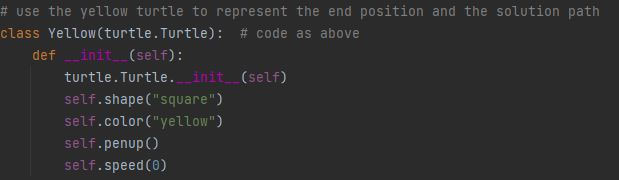 # use the yellow turtle to represent the end position and the solution path
class Yellow(turtle.Turtle):  # code as above
    def __init__(self):
        turtle.Turtle.__init__(self)
        self.shape("square")
        self.color("yellow")
        self.penup()
        self.speed(0)